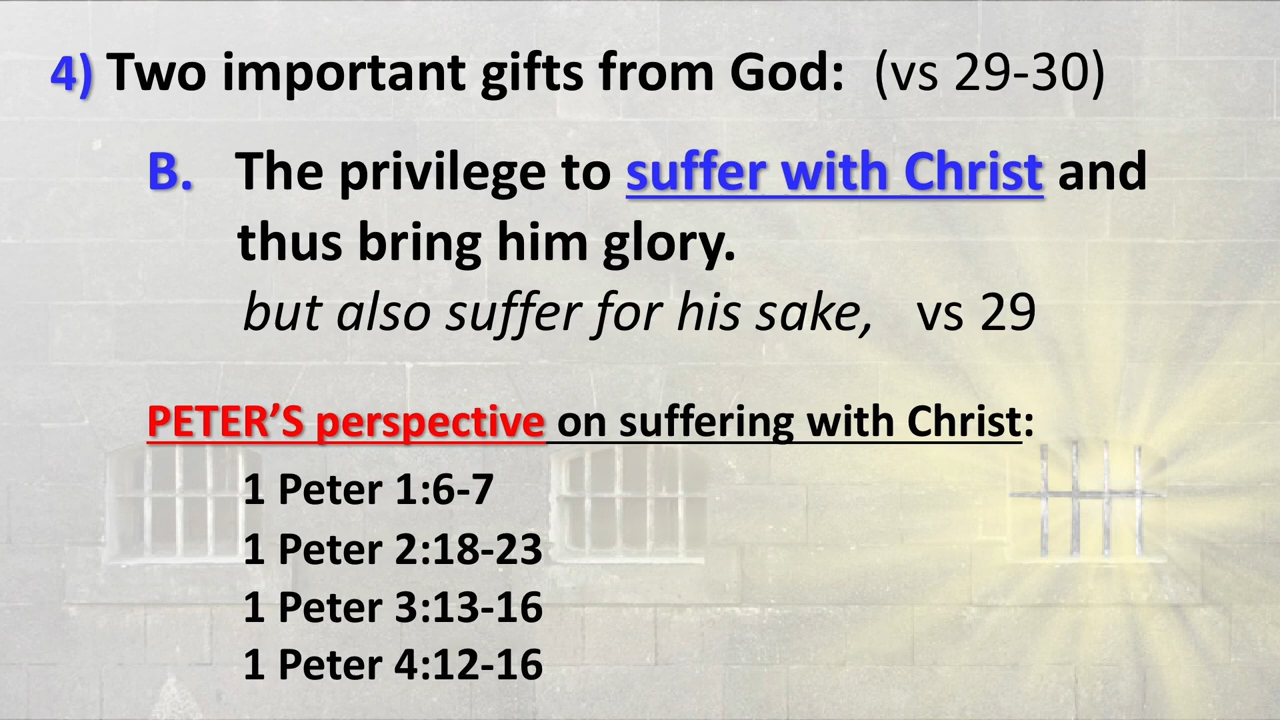 4) Two important gifts from God: (vs 29-30)
B. The privilege to suffer with Christ and
thus bring him glory.
but also suffer for his sake, vs 29
PETER’S perspective on suffering with Christ:
1 Peter 1:6-7
1 Peter 2:18-23
1 Peter 3:13-16
1 Peter 4:12-16